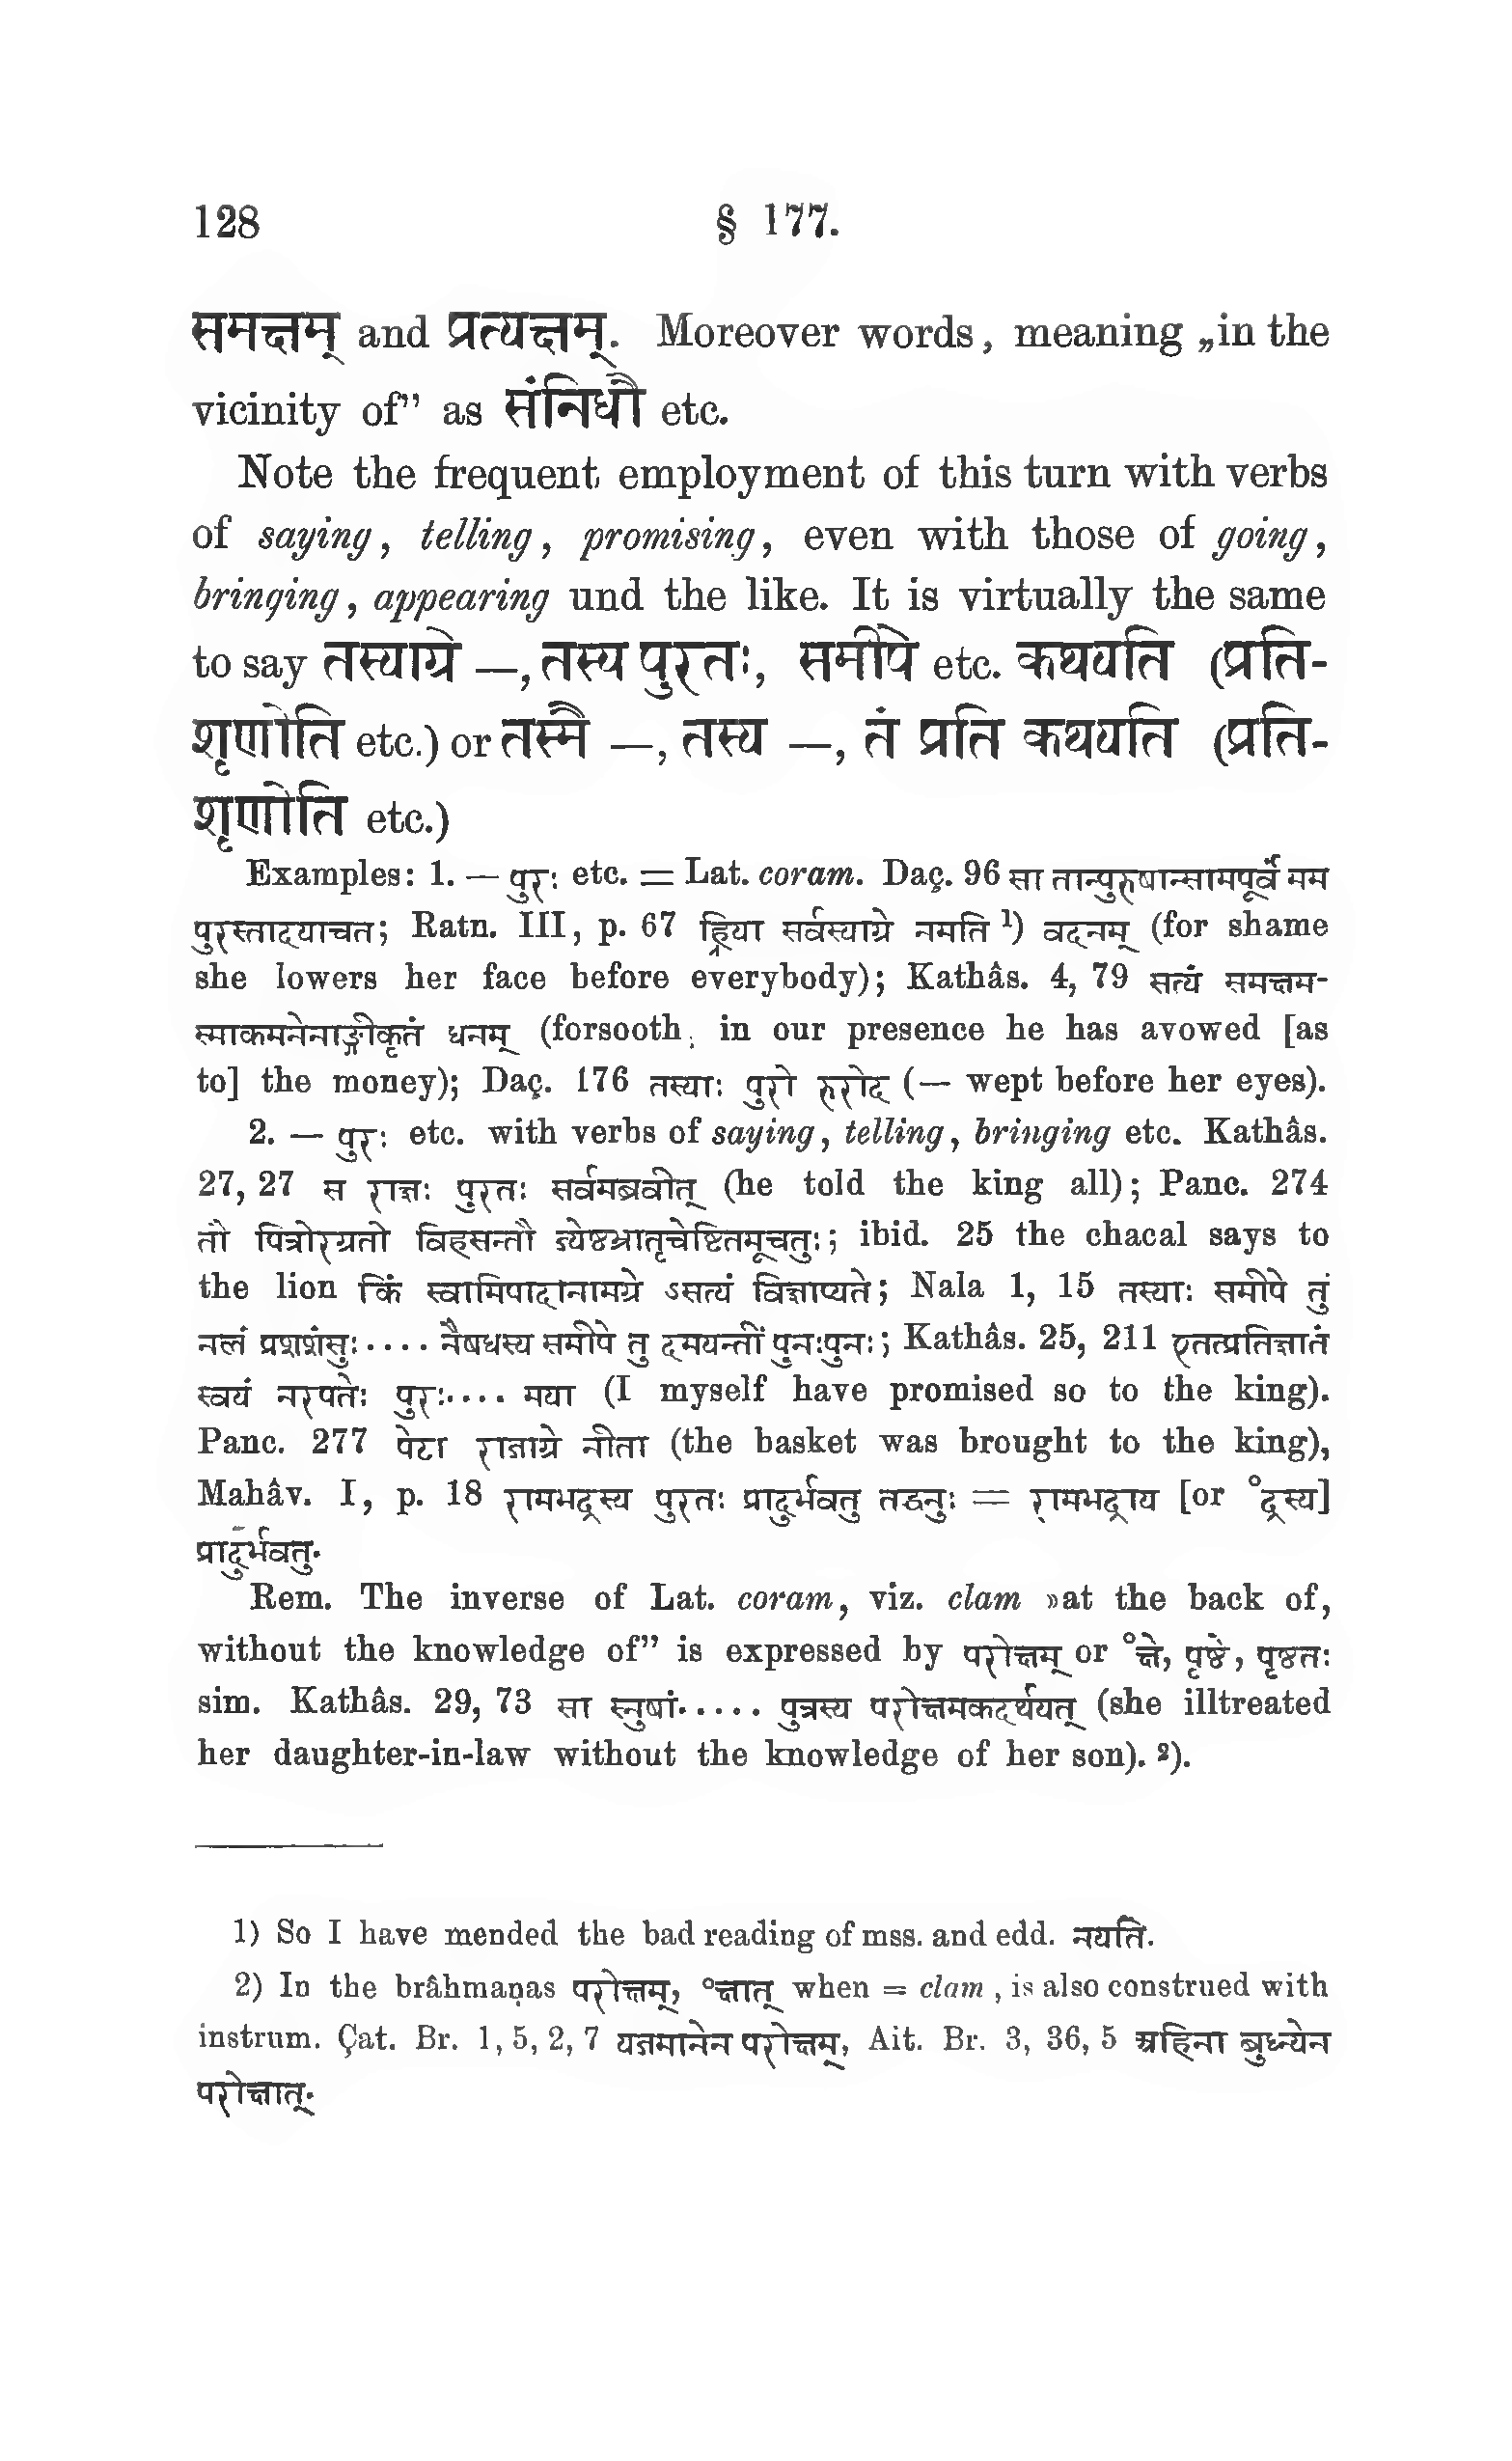 128 § 177.
समक्षम् and प्रत्यक्षम्. Moreover words, meaning „in the
vicinity of” as संनिधौ etc.
Note the frequent employment of this turn with verbs
of saying, telling, promising, even with those of going,
bringing, appearing und the like. It is virtually the same
to say तस्याग्रे —, तस्य पुरतः, समीपे etc. कथयति (प्रति-
शृणोति etc.) or तस्मै —, तस्य —, तं प्रति कथयति (प्रति-
शृणोति etc.)
Examples: 1. — पुरः etc. = Lat. coram. Daç. 96 सा तान्पुरुषान्सामपूर्वं मम
पुरस्तादयाचत; Ratn. III, p. 67 ह्रिया सर्वस्याग्रे नमति ¹) वदनम् (for shame
she lowers her face before everybody); Kathâs. 4, 79 सत्यं समक्षम-
स्माकमनेनाङ्गीकृतं धनम् (forsooth, in our presence he has avowed [as
to] the money); Daç. 176 तस्याः पुरो रुरोद (— wept before her eyes).
2. — पुरः etc. with verbs of saying, telling, bringing etc. Kathâs.
27, 27 स राज्ञः पुरतः सर्वमब्रवीत् (he told the king all); Panc. 274
तौ पित्रोरग्रतो विहसन्तौ ज्येष्ठभ्रातृचेष्टितमूचतुः; ibid. 25 the chacal says to
the lion किं स्वामिपादानामग्रे ऽसत्यं विज्ञाप्यते; Nala 1, 15 तस्याः समीपे तुं
नलं प्रशशंसुः.... नैषधस्य समीपे तु दमयन्तीं पुनःपुनः; Kathâs. 25, 211 एतत्प्रतिज्ञातं
स्वयं नरपतेः पुरः.... मया (I myself have promised so to the king).
Panc. 277 पेटा राज्ञाग्रे नीता (the basket was brought to the king),
Mahâv. I, p. 18 रामभद्रस्य पुरतः प्रादुर्भवतु तडनुः = रामभद्राय [or °द्रस्य]
प्रादुर्भवतु.
Rem. The inverse of Lat. coram, viz. clam »at the back of,
without the knowledge of” is expressed by परोक्षम् or °क्षे, पृष्ठे, पृष्ठतः
sim. Kathâs. 29, 73 सा स्नुषां..... पुत्रस्य परोक्षमकदर्थयत् (she illtreated
her daughter-in-law without the knowledge of her son). ²).
1) So I have mended the bad reading of mss. and edd. नयति.
2) In the brâhmaṇas परोक्षम्, °क्षात् when = clam, is also construed with
instrum. Çat. Br. 1, 5, 2, 7 यज्ञमानेन परोक्षम्, Ait. Br. 3, 36, 5 अहिना बुध्न्येन
परोक्षात्.